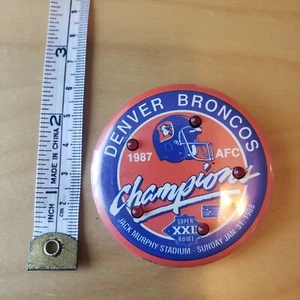 DENVER BRONCOS
1987 AFC
Champions
SUPER
XXII
BOWL
JACK MURPHY STADIUM - SUNDAY JAN. 31, 1988
3
2
1
INCH
MADE IN CHINA